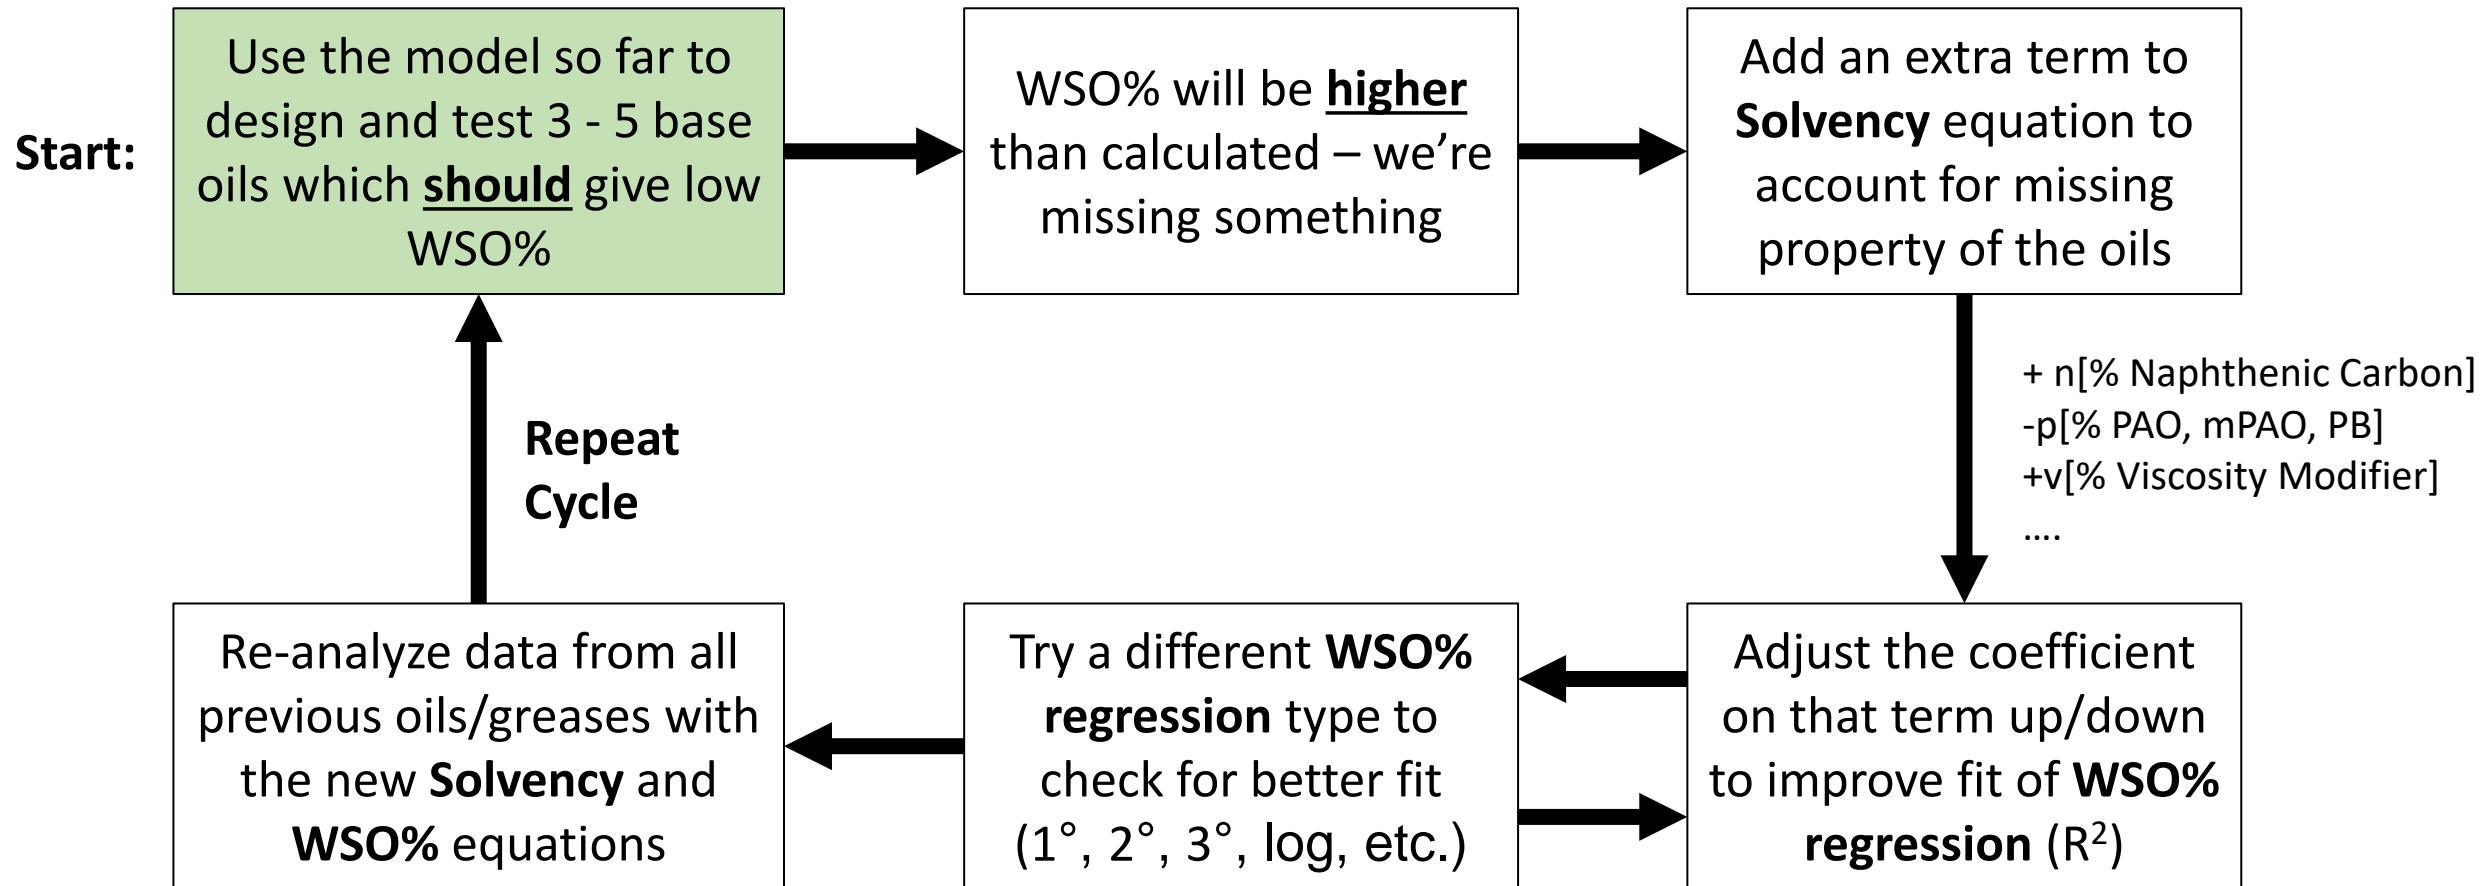 Start:
Use the model so far to
design and test 3 - 5 base
oils which should give low
WSO%
WSO% will be higher
than calculated – we’re
missing something
Add an extra term to
Solvency equation to
account for missing
property of the oils
+ n[% Naphthenic Carbon]
-p[% PAO, mPAO, PB]
+v[% Viscosity Modifier]
....
Adjust the coefficient
on that term up/down
to improve fit of WSO%
regression (R²)
Try a different WSO%
regression type to
check for better fit
(1°, 2°, 3°, log, etc.)
Re-analyze data from all
previous oils/greases with
the new Solvency and
WSO% equations
Repeat
Cycle